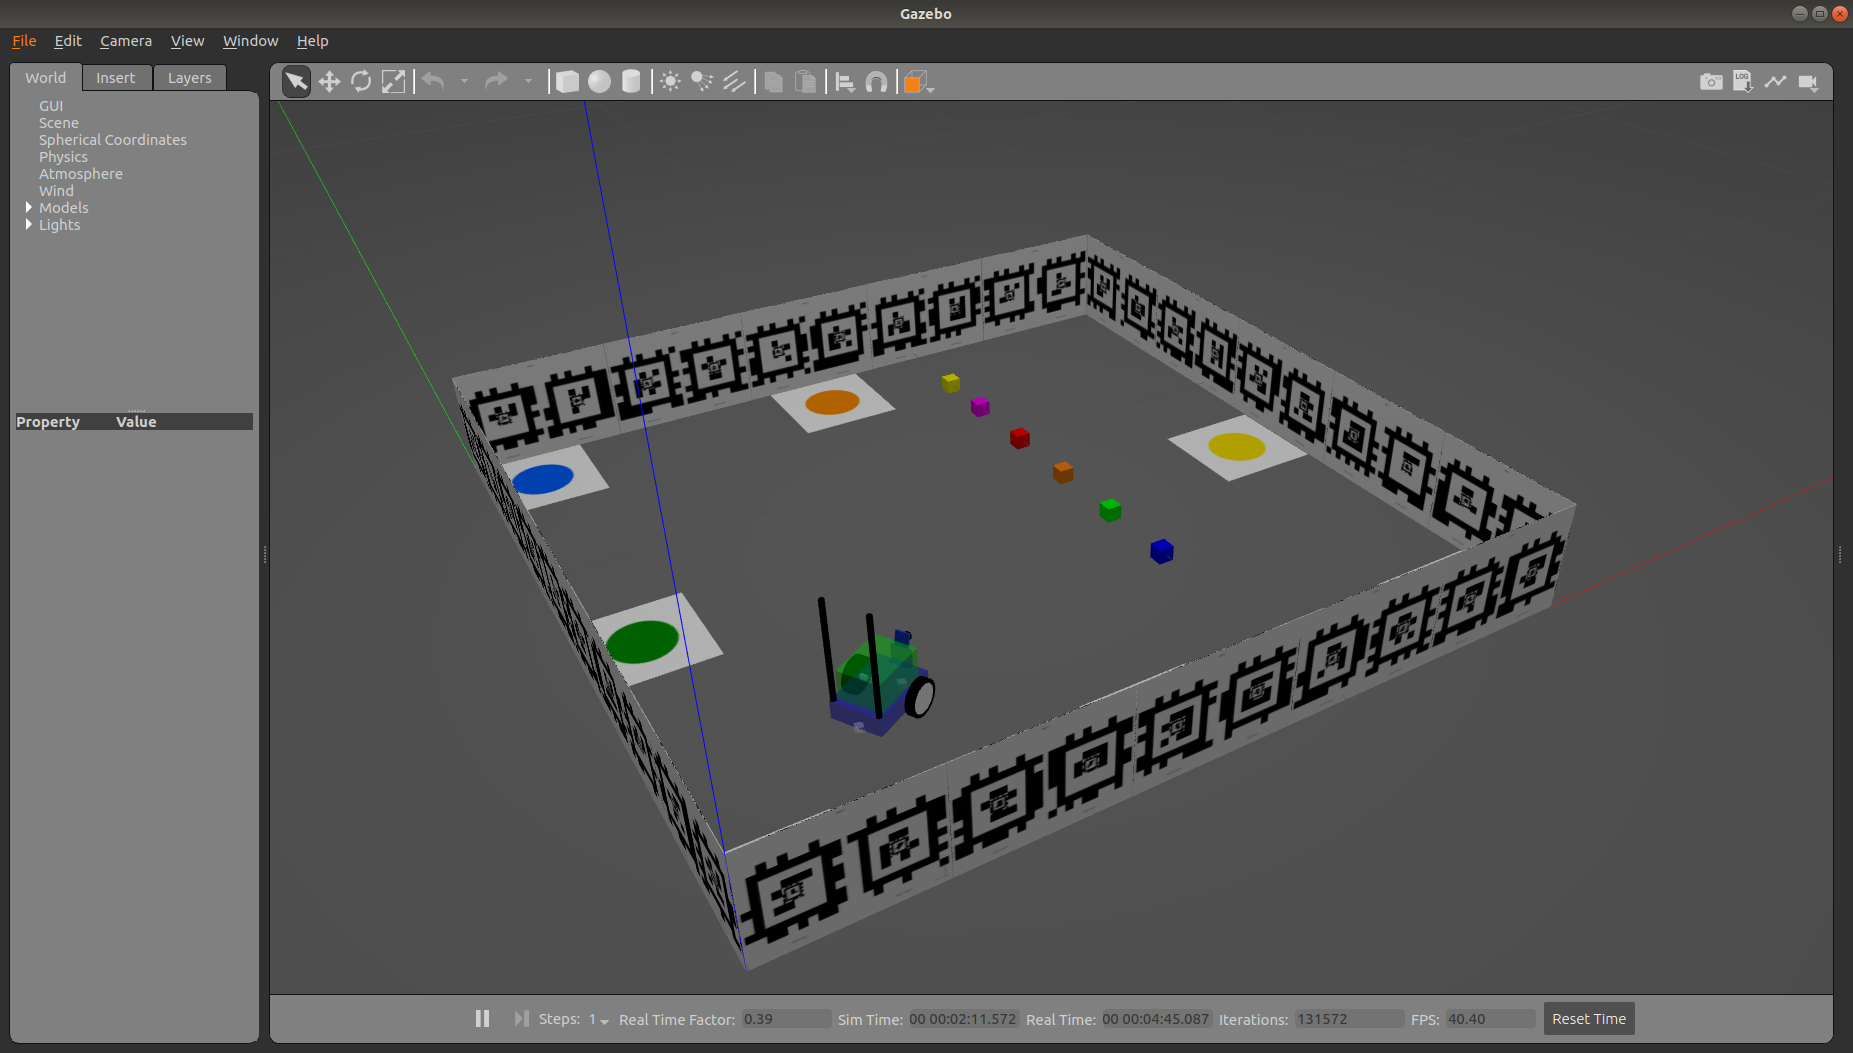 Gazebo
File Edit Camera View Window Help
World Insert Layers
LOG
GUI
Scene
Spherical Coordinates
Physics
Atmosphere
Wind
Models
Lights
Property Value
Steps: 1 Real Time Factor: 0.39 Sim Time: 00 00:02:11.572 Real Time: 00 00:04:45.087 Iterations: 131572 FPS: 40.40 Reset Time